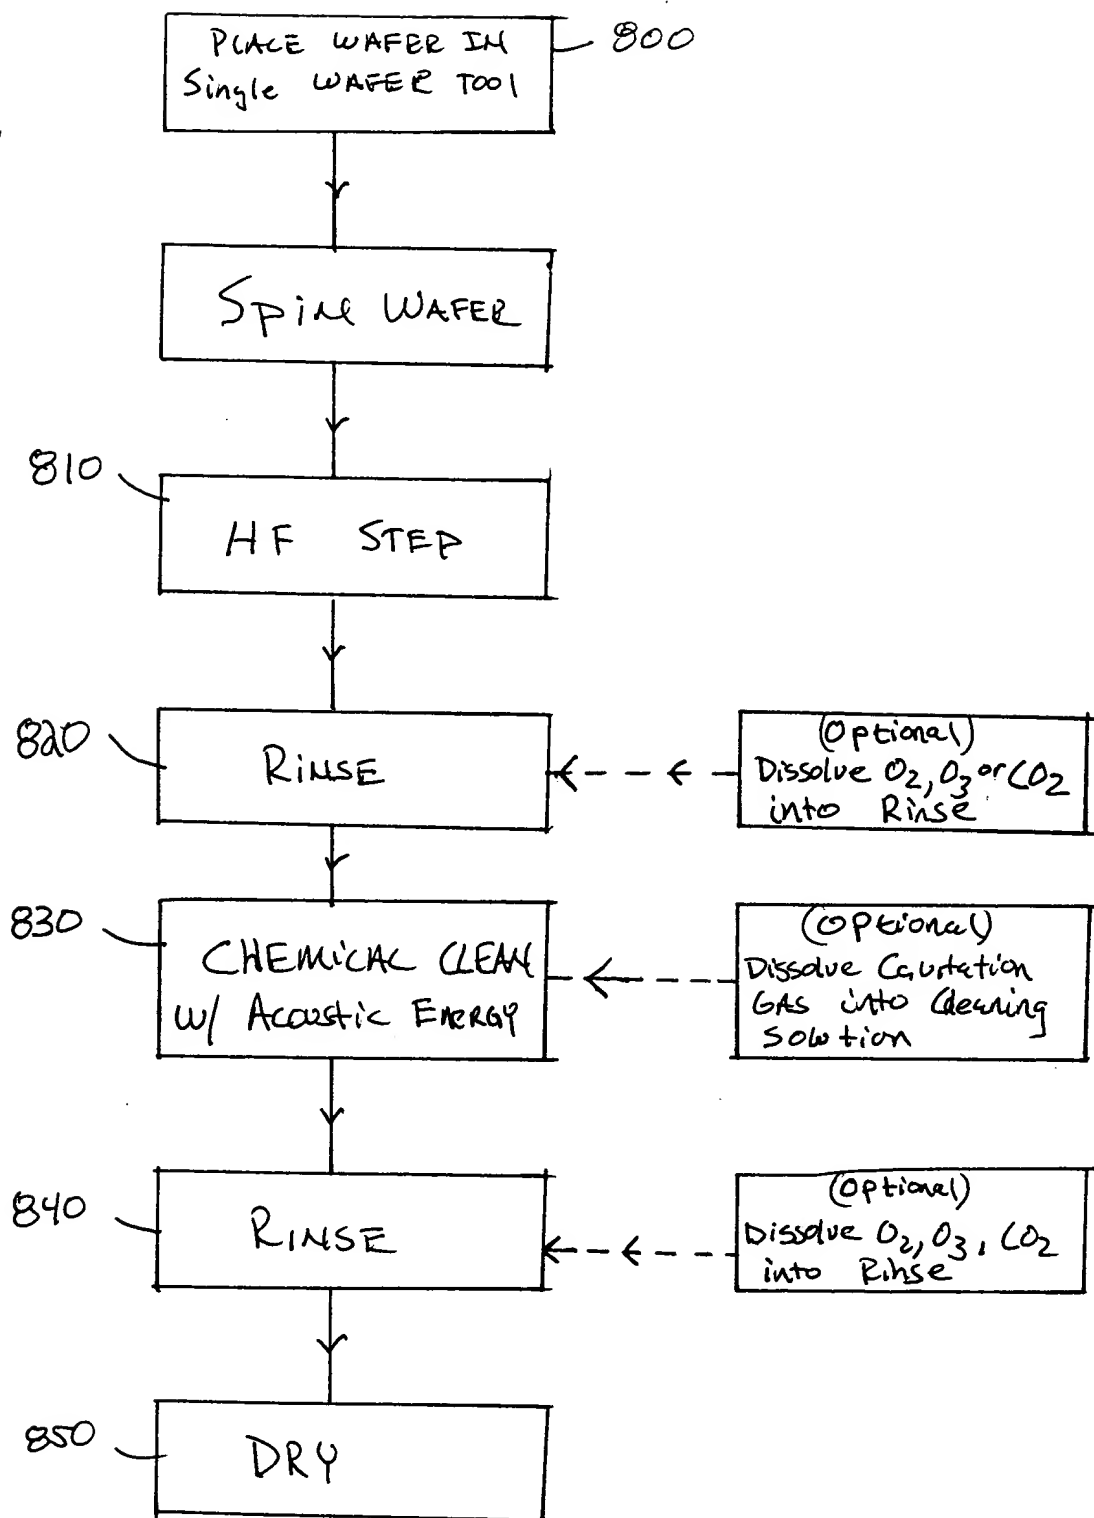 PLACE WAFER IN
Single WAFER TOOl
800
Spin WAFER
810
HF STEP
820
RiNSE
(Optional)
Dissolve O2, O3 or CO2
into Rinse
830
CHEMiCAL CLEAN
W/ Acoustic ENERGY
(Optional)
Dissolve Cavitation
GAS into Cleaning
Solution
840
RINSE
(Optional)
Dissolve O2, O3, CO2
into Rinse
850
DRY